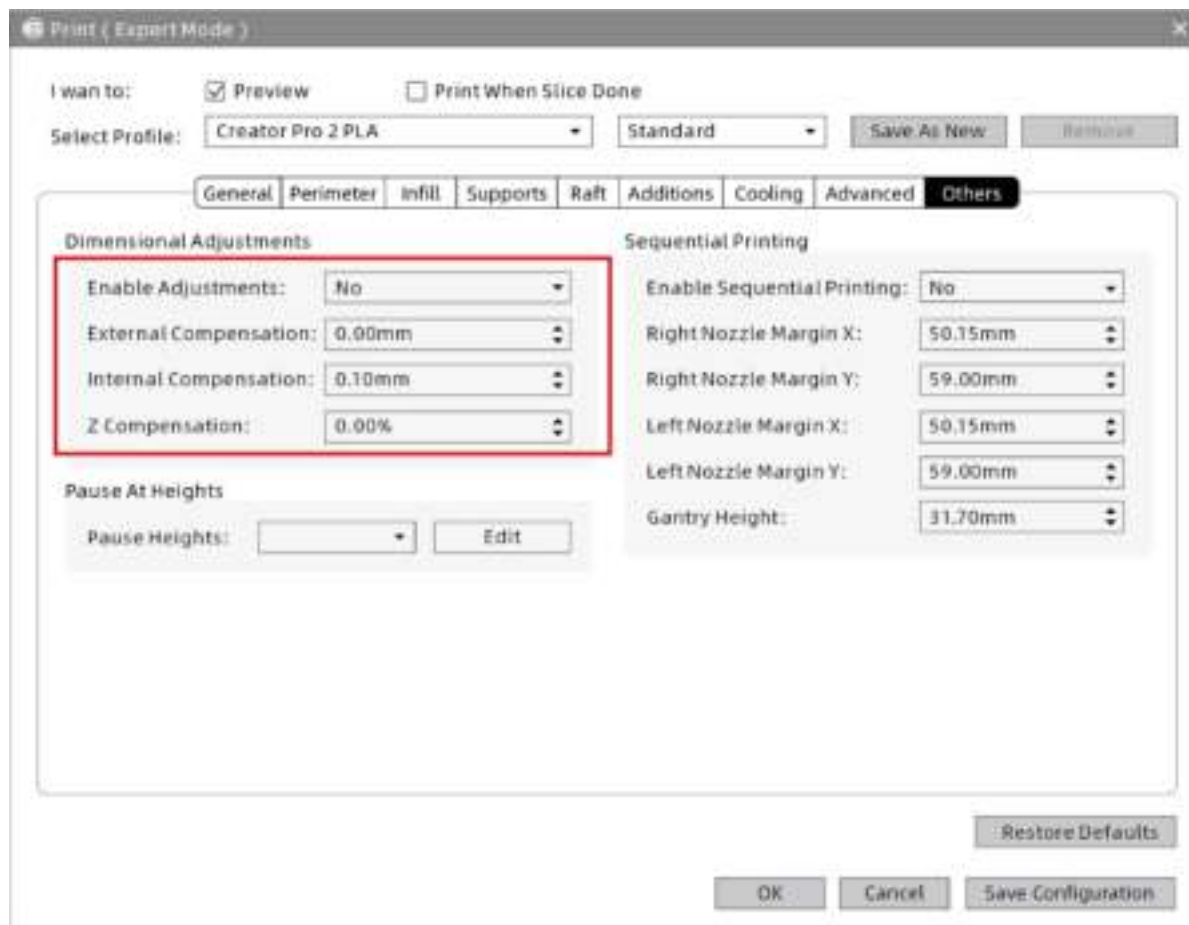 Print ( Expert Mode )
I wan to: Preview Print When Slice Done
Select Profile: Creator Pro 2 PLA Standard Save As New Remove
General Perimeter Infill Supports Raft Additions Cooling Advanced Others
Dimensional Adjustments
Enable Adjustments: No
External Compensation: 0.00mm
Internal Compensation: 0.10mm
Z Compensation: 0.00%
Pause At Heights
Pause Heights: Edit
Sequential Printing
Enable Sequential Printing: No
Right Nozzle Margin X: 50.15mm
Right Nozzle Margin Y: 59.00mm
Left Nozzle Margin X: 50.15mm
Left Nozzle Margin Y: 59.00mm
Gantry Height: 31.70mm
Restore Defaults
OK Cancel Save Configuration